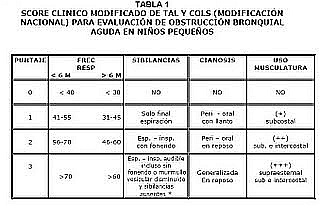 TABLA 1
SCORE CLINICO MODIFICADO DE TAL Y COLS (MODIFICACIÓN
NACIONAL) PARA EVALUACIÓN DE OBSTRUCCIÓN BRONQUIAL
AGUDA EN NIÑOS PEQUEÑOS
PUNTAJE FREC RESP SIBILANCIAS CIANOSIS USO MUSCULATURA
< 6 M > 6 M
0 < 40 < 30 NO NO NO
1 41-55 31-45 Solo final espiración Peri - oral con llanto (+) subcostal
2 56-70 46-60 Esp. - insp. con fonendo Peri - oral en reposo (++) sub. e intercostal
3 >70 >60 Esp. - insp. audible incluso sin fonendo o murmullo vesicular disminuido y sibilancias ausentes * Generalizada En reposo (+++) supraesternal sub. e intercostal